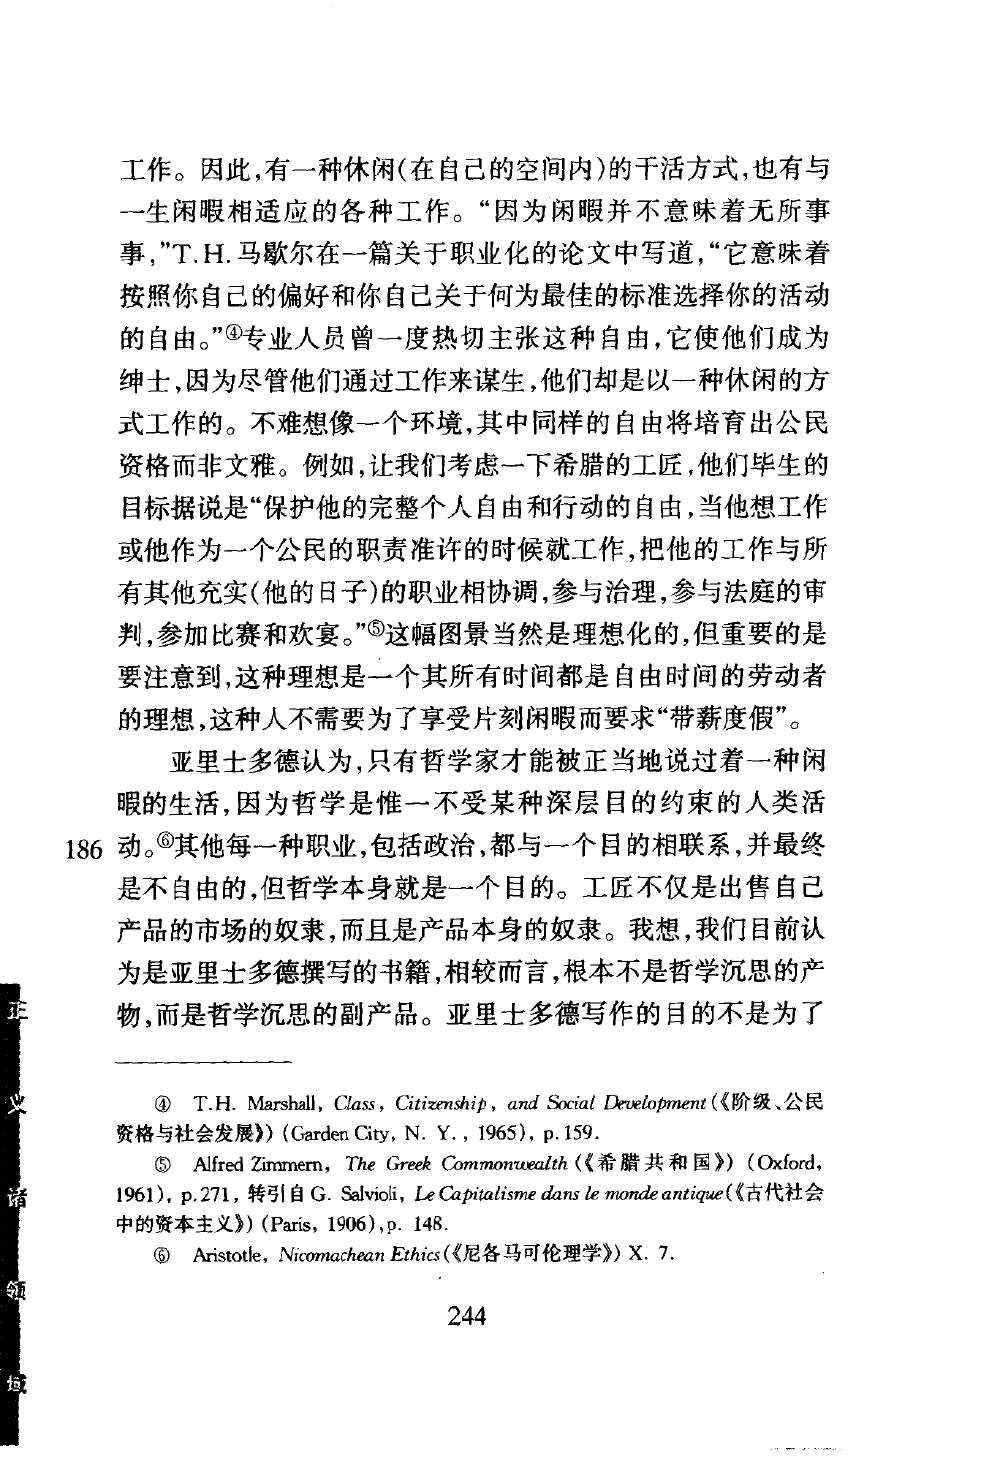 工作。因此,有一种休闲(在自己的空间内)的干活方式,也有与
一生闲暇相适应的各种工作。“因为闲暇并不意味着无所事
事,”T.H.马歇尔在一篇关于职业化的论文中写道,“它意味着
按照你自己的偏好和你自己关于何为最佳的标准选择你的活动
的自由。”④专业人员曾一度热切主张这种自由,它使他们成为
绅士,因为尽管他们通过工作来谋生,他们却是以一种休闲的方
式工作的。不难想像一个环境,其中同样的自由将培育出公民
资格而非文雅。例如,让我们考虑一下希腊的工匠,他们毕生的
目标据说是“保护他的完整个人自由和行动的自由,当他想工作
或他作为一个公民的职责准许的时候就工作,把他的工作与所
有其他充实(他的日子)的职业相协调,参与治理,参与法庭的审
判,参加比赛和欢宴。”⑤这幅图景当然是理想化的,但重要的是
要注意到,这种理想是一个其所有时间都是自由时间的劳动者
的理想,这种人不需要为了享受片刻闲暇而要求“带薪度假”。
亚里士多德认为,只有哲学家才能被正当地说过着一种闲
暇的生活,因为哲学是惟一不受某种深层目的约束的人类活
186 动。⑥其他每一种职业,包括政治,都与一个目的相联系,并最终
是不自由的,但哲学本身就是一个目的。工匠不仅是出售自己
产品的市场的奴隶,而且是产品本身的奴隶。我想,我们目前认
为是亚里士多德撰写的书籍,相较而言,根本不是哲学沉思的产
物,而是哲学沉思的副产品。亚里士多德写作的目的不是为了
④ T.H. Marshall, Class, Citizenship, and Social Development(《阶级、公民
资格与社会发展》) (Garden City, N. Y., 1965), p.159.
⑤ Alfred Zimmern, The Greek Commonwealth (《希腊共和国》) (Oxford,
1961), p.271, 转引自 G. Salvioli, Le Capitalisme dans le monde antique(《古代社会
中的资本主义》) (Paris, 1906),p. 148.
⑥ Aristotle, Nicomachean Ethics(《尼各马可伦理学》) X. 7.
244
正
义
诸
领
域